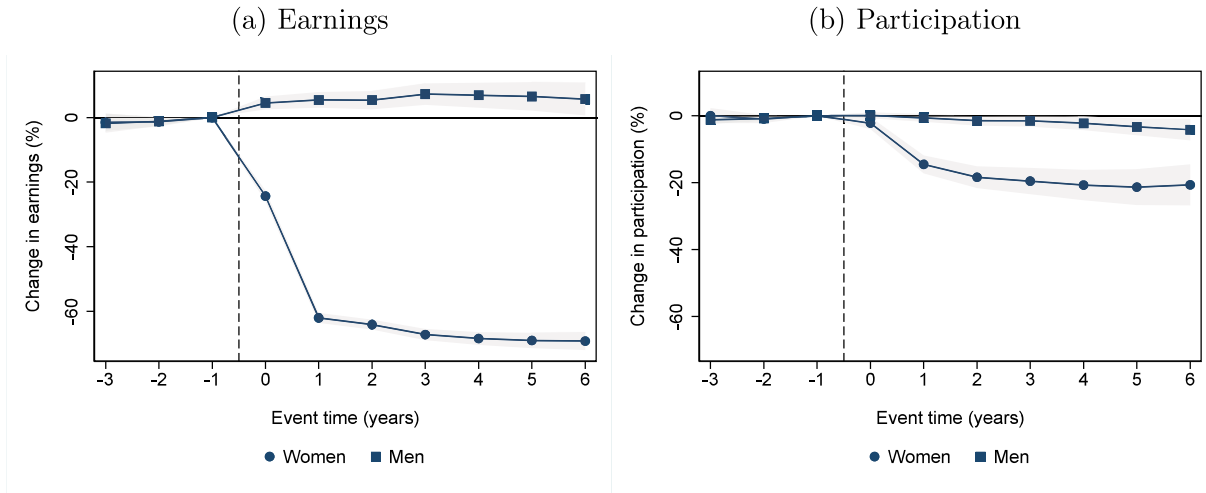 (a) Earnings
Change in earnings (%)
0
-20
-40
-60
-3 -2 -1 0 1 2 3 4 5 6
Event time (years)
Women Men
(b) Participation
Change in participation (%)
0
-20
-40
-60
-3 -2 -1 0 1 2 3 4 5 6
Event time (years)
Women Men